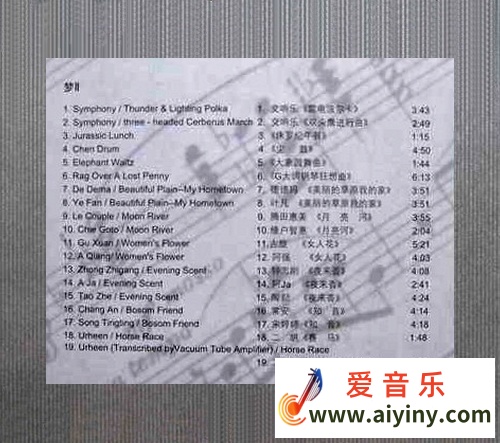 梦II
1. Symphony / Thunder & Lighting Polka 1. 交响乐《雷电波尔卡》 3:43
2. Symphony / three - headed Cerberus March 2. 交响乐《双头鹰进行曲》 2:49
3. Jurassic Lunch. 3.《侏罗纪午餐》 1:15
4. Chen Drum 4. 4:50
5. Elephant Waltz 5.《大象圆舞曲》 1:44
6. Rag Over A Lost Penny 6.《G大调钢琴狂想曲》 6:13
7. De Dema / Beautiful Plain--My Hometown 7. 德德玛 《美丽的草原我的家》 3:51
8. Ye Fan / Beautiful Plain--My Hometown 8. 叶凡 《美丽的草原我的家》 3:51
9. Le Couple / Moon River 9. 藤田惠美 《月亮河》 3:55
10. Chie Goto / Moon River 10. 《月亮河》 2:04
11. Gu Xuan / Women's Flower 11. 古璇 《女人花》 5:21
12. A Qiang/ Women's Flower 12. 阿强 《女人花》 4:23
13. Zhong Zhigang / Evening Scent 13. 钟志刚 《夜来香》 4:08
14. A Ja / Evening Scent 14. 阿Ja 《夜来香》 2:41
15. Tao Zhe / Evening Scent 15. 陶喆 《夜来香》 4:24
16. Chang An / Bosom Friend 16. 常安 《知音》 4:14
17. Song Tingting / Bosom Friend 17. 宋婷婷《知音》 4:18
18. Urheen / Horse Race 18. 二胡《赛马》 1:48
19. Urheen (Transcribed byVacuum Tube Amplifier) / Horse Race
19.
爱音乐
www.aiyiny.com